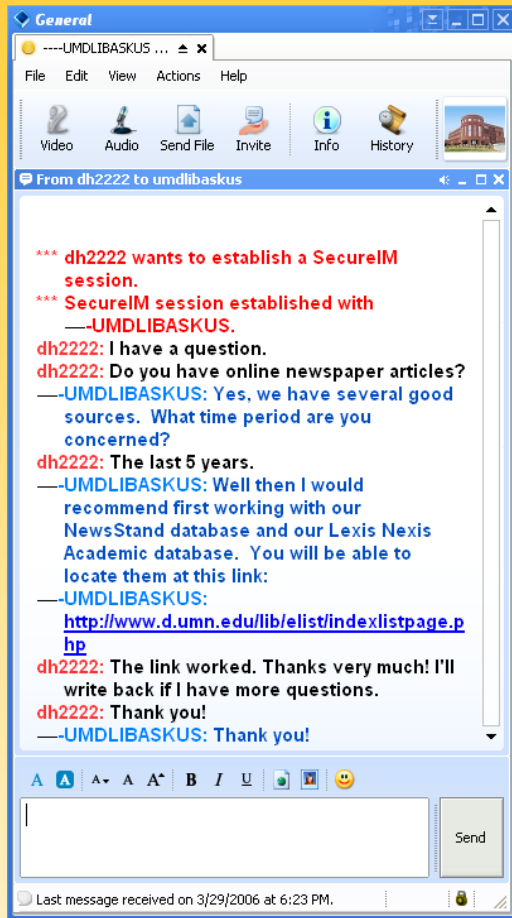 General
----UMDLIBASKUS ...
File Edit View Actions Help
Video Audio Send File Invite Info History
From dh2222 to umdlibaskus
*** dh2222 wants to establish a SecureIM
session.
*** SecureIM session established with
----UMDLIBASKUS.
dh2222: I have a question.
dh2222: Do you have online newspaper articles?
----UMDLIBASKUS: Yes, we have several good
sources. What time period are you
concerned?
dh2222: The last 5 years.
----UMDLIBASKUS: Well then I would
recommend first working with our
NewsStand database and our Lexis Nexis
Academic database. You will be able to
locate them at this link:
----UMDLIBASKUS:
http://www.d.umn.edu/lib/elist/indexlistpage.p
hp
dh2222: The link worked. Thanks very much! I'll
write back if I have more questions.
dh2222: Thank you!
----UMDLIBASKUS: Thank you!
A A A A A B I U
Send
Last message received on 3/29/2006 at 6:23 PM.